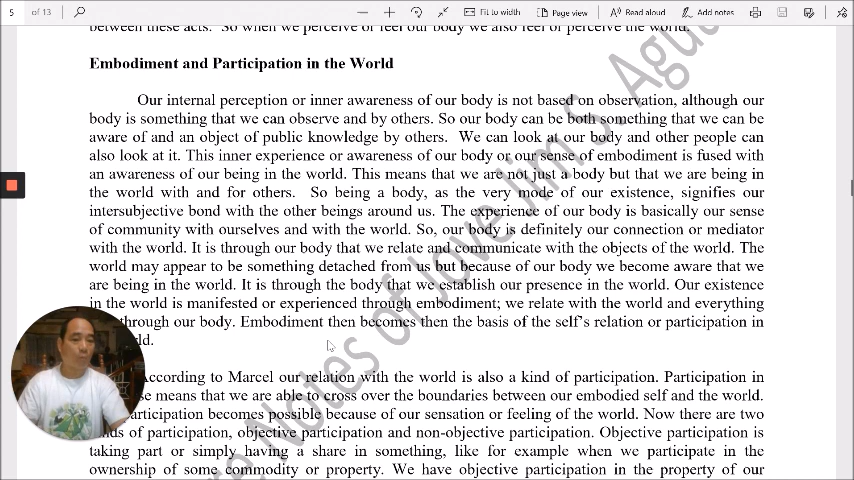 5 of 13 Fit to width Page view Read aloud Add notes
between these acts. So when we perceive or feel our body we also feel or perceive the world.
Embodiment and Participation in the World
Our internal perception or inner awareness of our body is not based on observation, although our
body is something that we can observe and by others. So our body can be both something that we can be
aware of and an object of public knowledge by others. We can look at our body and other people can
also look at it. This inner experience or awareness of our body or our sense of embodiment is fused with
an awareness of our being in the world. This means that we are not just a body but that we are being in
the world with and for others. So being a body, as the very mode of our existence, signifies our
intersubjective bond with the other beings around us. The experience of our body is basically our sense
of community with ourselves and with the world. So, our body is definitely our connection or mediator
with the world. It is through our body that we relate and communicate with the objects of the world. The
world may appear to be something detached from us but because of our body we become aware that we
are being in the world. It is through the body that we establish our presence in the world. Our existence
in the world is manifested or experienced through embodiment; we relate with the world and everything
through our body. Embodiment then becomes then the basis of the self's relation or participation in
According to Marcel our relation with the world is also a kind of participation. Participation in
means that we are able to cross over the boundaries between our embodied self and the world.
participation becomes possible because of our sensation or feeling of the world. Now there are two
of participation, objective participation and non-objective participation. Objective participation is
taking part or simply having a share in something, like for example when we participate in the
ownership of some commodity or property. We have objective participation in the property of our
Notes of Jove Jim S. Agua